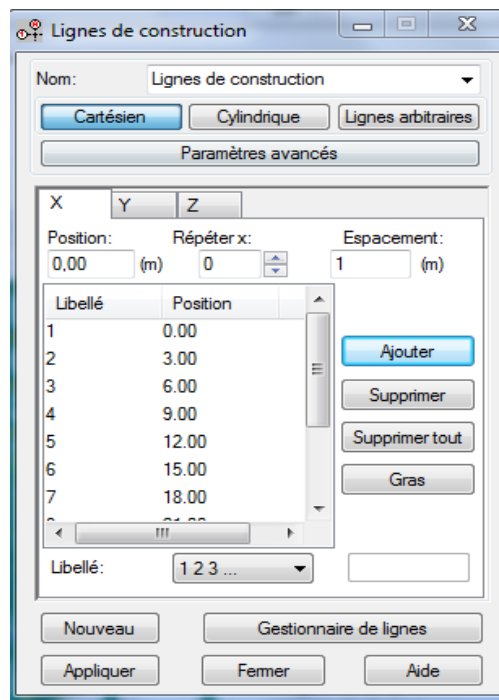 Lignes de construction
Nom: Lignes de construction
Cartésien Cylindrique Lignes arbitraires
Paramètres avancés
X Y Z
Position: Répéter x: Espacement:
0,00 (m) 0 1 (m)
Libellé Position
1 0.00
2 3.00
3 6.00
4 9.00
5 12.00
6 15.00
7 18.00
Ajouter
Supprimer
Supprimer tout
Gras
Libellé: 1 2 3 ...
Nouveau Gestionnaire de lignes
Appliquer Fermer Aide